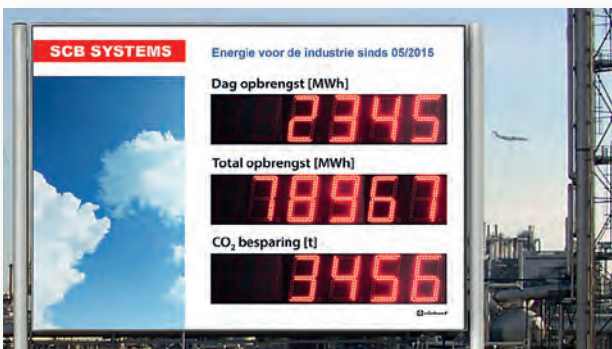 SCB SYSTEMS
Energie voor de industrie sinds 05/2015
Dag opbrengst [MWh]
2345
Total opbrengst [MWh]
78967
CO₂ besparing [t]
3456